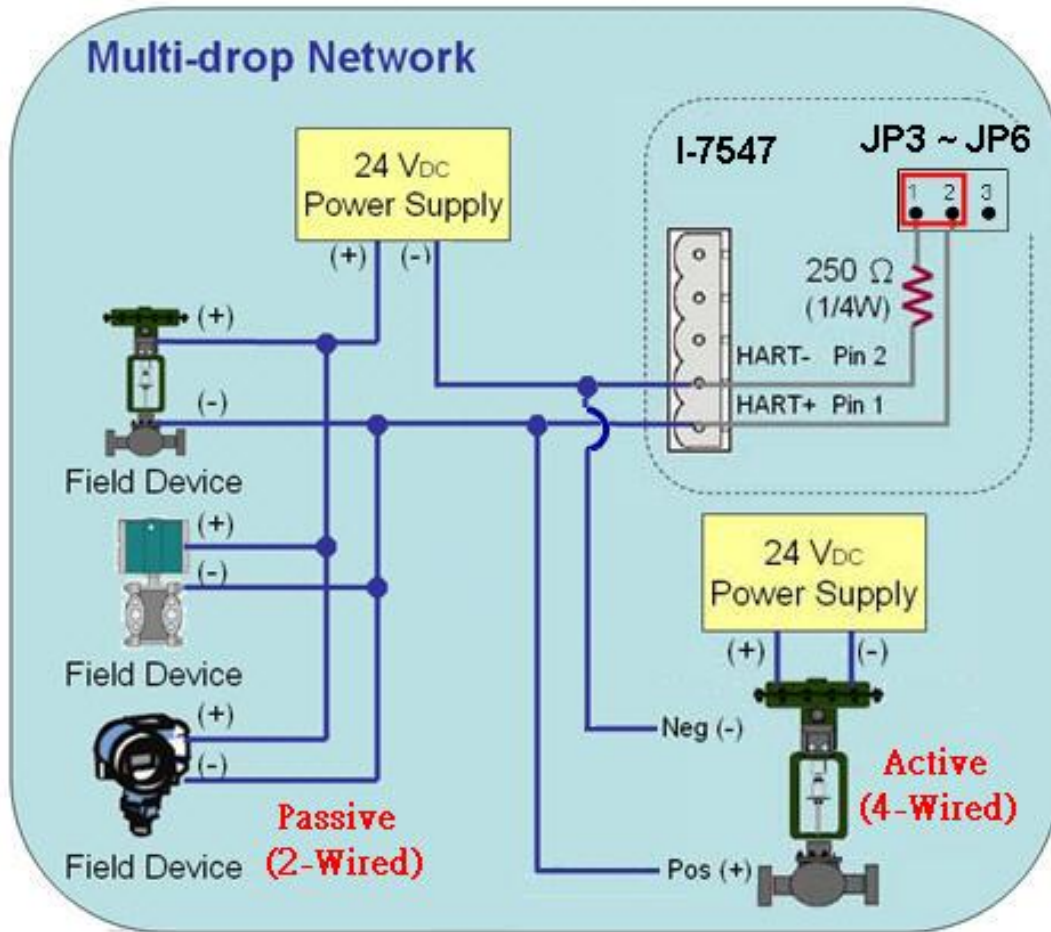 Multi-drop Network
I-7547
JP3 ~ JP6
1 2 3
24 VDC
Power Supply
(+) (-)
250 Ω
(1/4W)
HART- Pin 2
HART+ Pin 1
(+)
(-)
Field Device
(+)
(-)
Field Device
(+)
(-)
Field Device
Passive
(2-Wired)
24 VDC
Power Supply
(+) (-)
Neg (-)
Active
(4-Wired)
Pos (+)